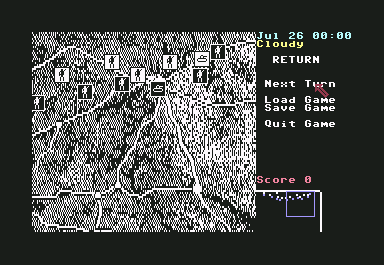 Jul 26 00:00
Cloudy
RETURN
Next Turn
Load Game
Save Game
Quit Game
Score 0